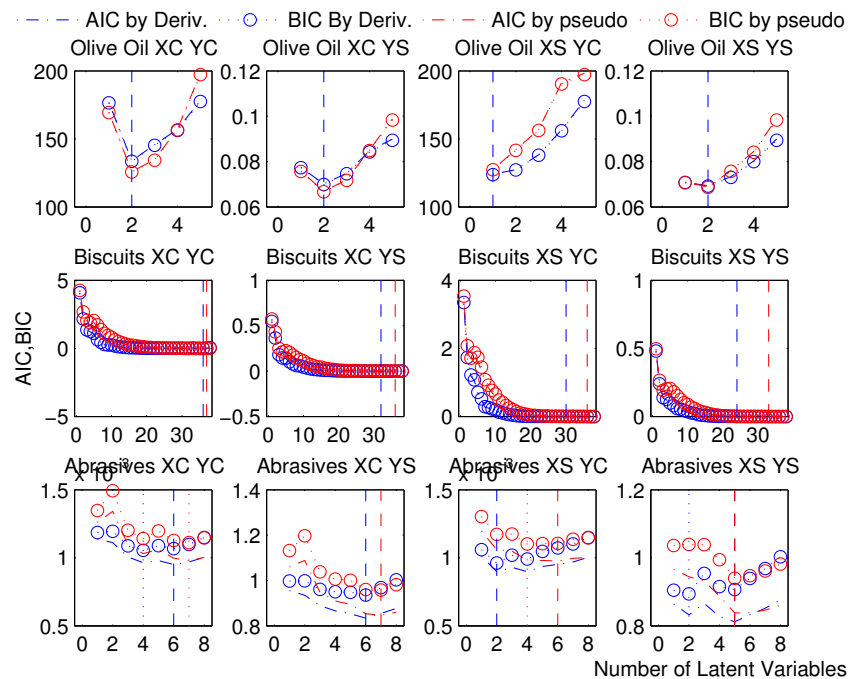 AIC by Deriv. BIC By Deriv. AIC by pseudo BIC by pseudo
Olive Oil XC YC Olive Oil XC YS Olive Oil XS YC Olive Oil XS YS
200 0.12 200 0.12
150 0.1 150 0.1
0.08 0.08
100 0.06 100 0.06
0 2 4 0 2 4 0 2 4 0 2 4
Biscuits XC YC Biscuits XC YS Biscuits XS YC Biscuits XS YS
5 1 4 1
0.5
0 2 0.5
0
−5 −0.5 0 0
0 10 20 30 0 10 20 30 0 10 20 30 0 10 20 30
AIC,BIC
Abrasives XC YC Abrasives XC YS Abrasives XS YC Abrasives XS YS
x 10−3 x 10−3
1.5 1.4 1.5 1.2
1.2
1 1 1 1
0.5 0.8 0.5 0.8
0 2 4 6 8 0 2 4 6 8 0 2 4 6 8 0 2 4 6 8
Number of Latent Variables